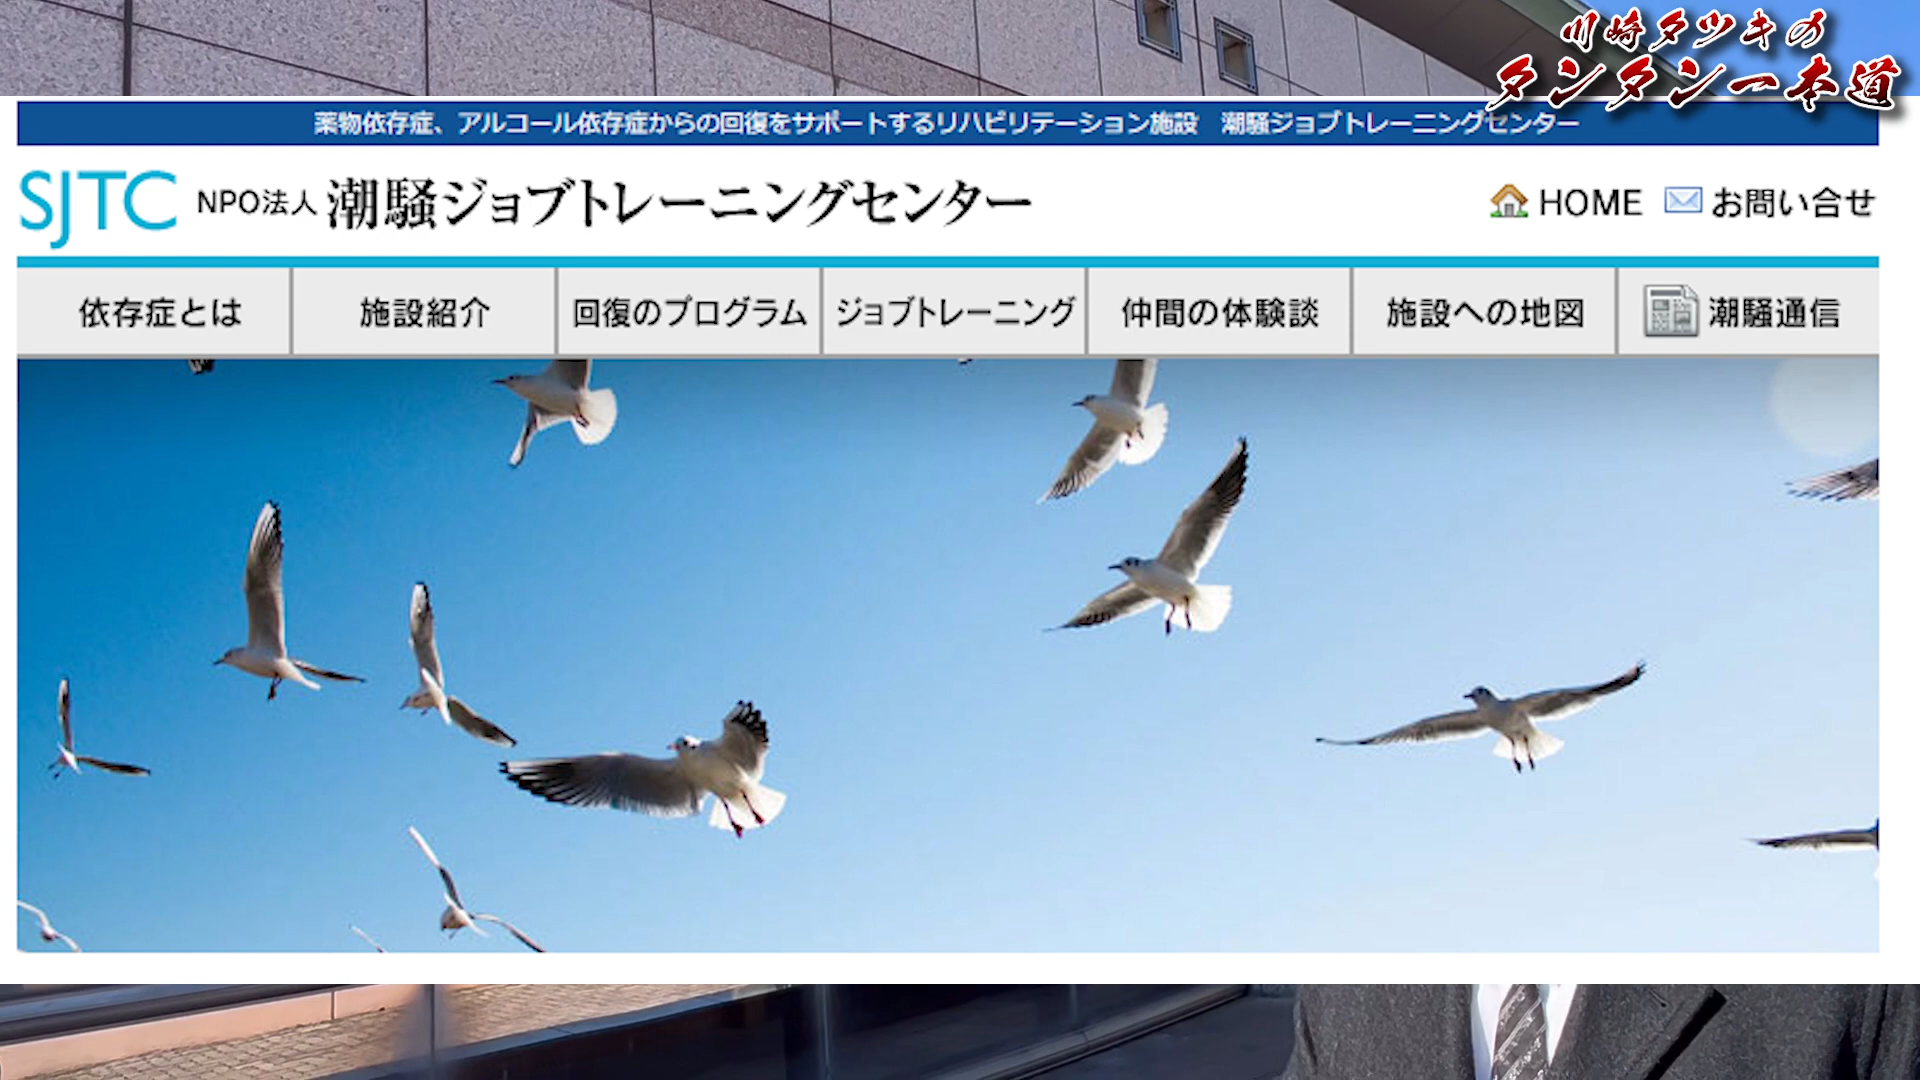 川崎タツキの
タンタン一本道
薬物依存症、アルコール依存症からの回復をサポートするリハビリテーション施設 潮騒ジョブトレーニングセンター
SJTC NPO法人 潮騒ジョブトレーニングセンター
HOME お問い合せ
依存症とは 施設紹介 回復のプログラム ジョブトレーニング 仲間の体験談 施設への地図 潮騒通信